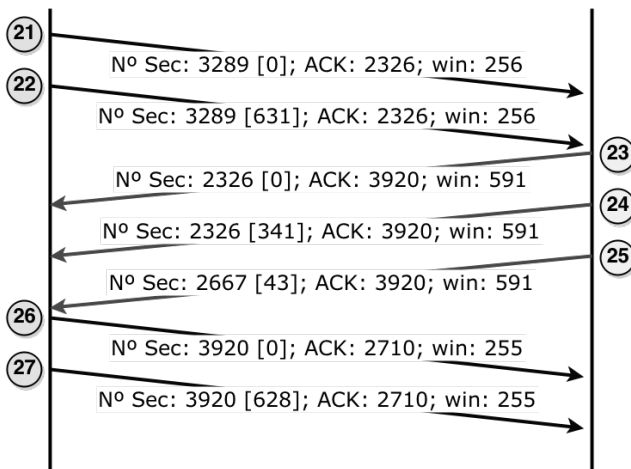 21
Nº Sec: 3289 [0]; ACK: 2326; win: 256
22
Nº Sec: 3289 [631]; ACK: 2326; win: 256
23
Nº Sec: 2326 [0]; ACK: 3920; win: 591
24
Nº Sec: 2326 [341]; ACK: 3920; win: 591
25
Nº Sec: 2667 [43]; ACK: 3920; win: 591
26
Nº Sec: 3920 [0]; ACK: 2710; win: 255
27
Nº Sec: 3920 [628]; ACK: 2710; win: 255